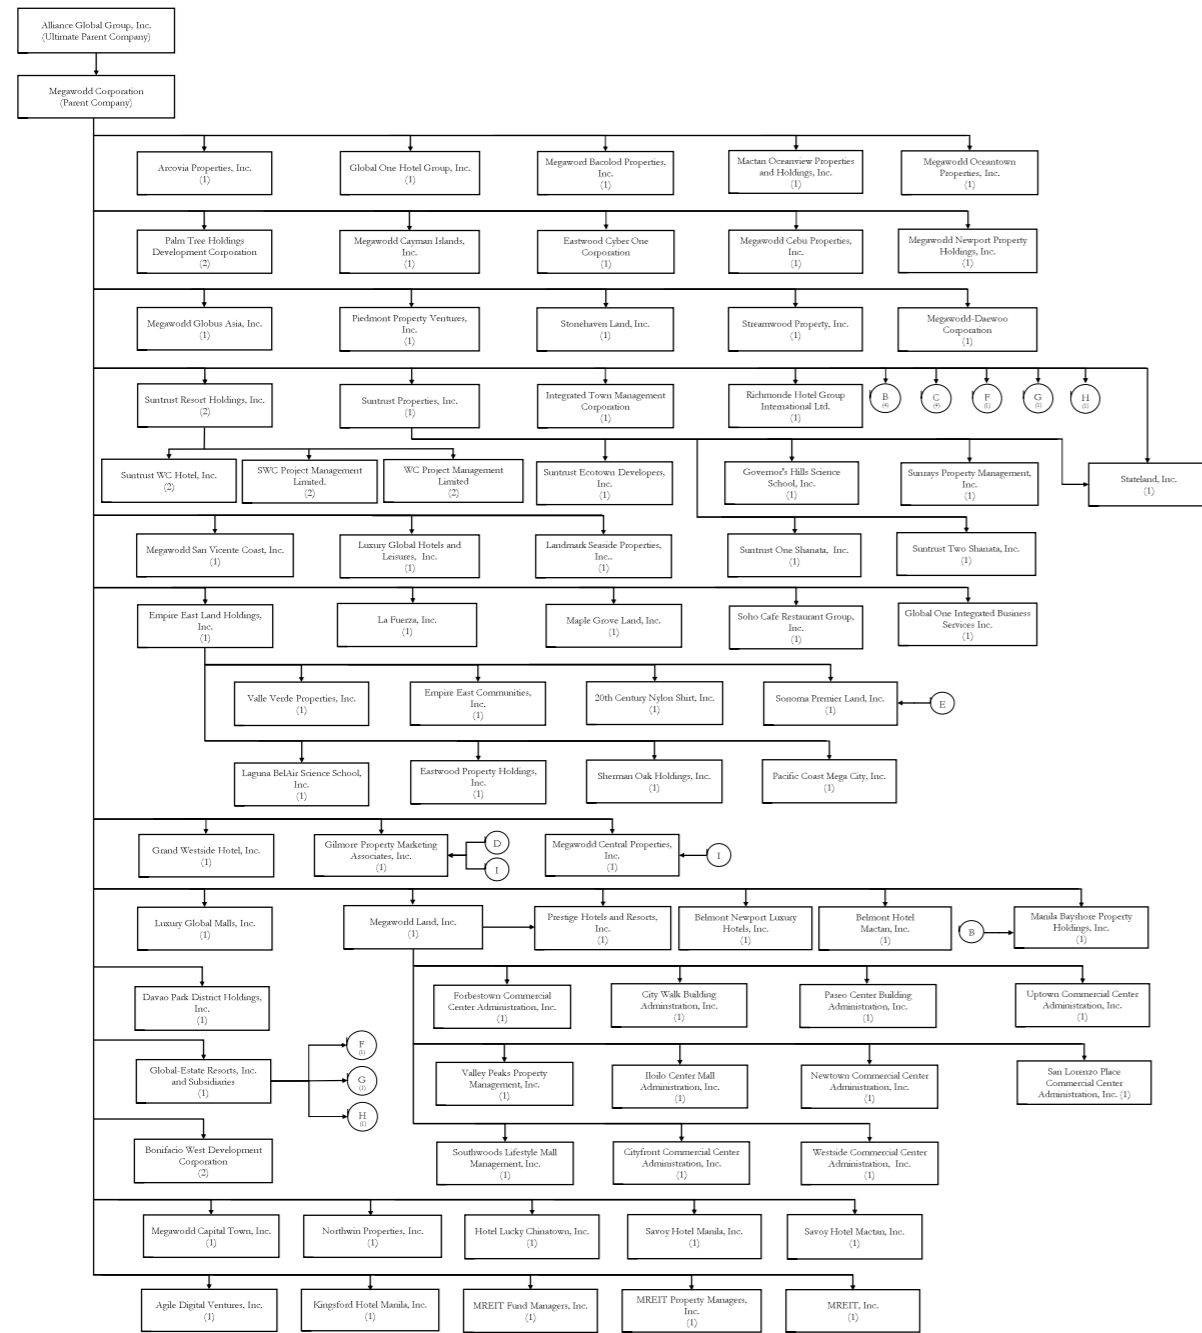 Alliance Global Group, Inc.
(Ultimate Parent Company)
Megaworld Corporation
(Parent Company)
Arcovia Properties, Inc.
(1)
Global One Hotel Group, Inc.
(1)
Megaword Bacolod Properties,
Inc.
(1)
Mactan Oceanview Properties
and Holdings, Inc.
(1)
Megaworld Oceantown
Properties, Inc.
(1)
Palm Tree Holdings
Development Corporation
(2)
Megaworld Cayman Islands,
Inc.
(1)
Eastwood Cyber One
Corporation
(1)
Megaworld Cebu Properties,
Inc.
(1)
Megaworld Newport Property
Holdings, Inc.
(1)
Megaworld Globus Asia, Inc.
(1)
Piedmont Property Ventures,
Inc.
(1)
Stonehaven Land, Inc.
(1)
Streamwood Property, Inc.
(1)
Megaworld-Daewoo
Corporation
(1)
Suntrust Resort Holdings, Inc.
(2)
Suntrust Properties, Inc.
(1)
Integrated Town Management
Corporation
(1)
Richmonde Hotel Group
International Ltd.
(1)
B
(4)
C
(4)
F
(1)
G
(1)
H
(1)
Suntrust WC Hotel, Inc.
(2)
SWC Project Management
Limited.
(2)
WC Project Management
Limited
(2)
Suntrust Ecotown Developers,
Inc.
(1)
Governor's Hills Science
School, Inc.
(1)
Sunrays Property Management,
Inc.
(1)
Stateland, Inc.
(1)
Megaworld San Vicente Coast, Inc.
(1)
Luxury Global Hotels and
Leisures, Inc.
(1)
Landmark Seaside Properties,
Inc..
(1)
Suntrust One Shanata, Inc.
(1)
Suntrust Two Shanata, Inc.
(1)
Empire East Land Holdings,
Inc.
(1)
La Fuerza, Inc.
(1)
Maple Grove Land, Inc.
(1)
Soho Cafe Restaurant Group,
Inc.
(1)
Global One Integrated Business
Services Inc.
(1)
Valle Verde Properties, Inc.
(1)
Empire East Communities,
Inc.
(1)
20th Century Nylon Shirt, Inc.
(1)
Sonoma Premier Land, Inc.
(1)
E
Laguna BelAir Science School,
Inc.
(1)
Eastwood Property Holdings,
Inc.
(1)
Sherman Oak Holdings, Inc.
(1)
Pacific Coast Mega City, Inc.
(1)
Grand Westside Hotel, Inc.
(1)
Gilmore Property Marketing
Associates, Inc.
(1)
D
I
Megaworld Central Properties,
Inc.
(1)
I
Luxury Global Malls, Inc.
(1)
Megaworld Land, Inc.
(1)
Prestige Hotels and Resorts,
Inc.
(1)
Belmont Newport Luxury
Hotels, Inc.
(1)
Belmont Hotel
Mactan, Inc.
(1)
B
Manila Bayshore Property
Holdings, Inc.
(1)
Davao Park District Holdings,
Inc.
(1)
Forbestown Commercial
Center Administration, Inc.
(1)
City Walk Building
Adminstration, Inc.
(1)
Paseo Center Building
Administration, Inc.
(1)
Uptown Commercial Center
Administration, Inc.
(1)
Global-Estate Resorts, Inc.
and Subsidiaries
(1)
F
(1)
G
(1)
H
(1)
Valley Peaks Property
Management, Inc.
(1)
Iloilo Center Mall
Administration, Inc.
(1)
Newtown Commercial Center
Administration, Inc.
(1)
San Lorenzo Place
Commercial Center
Administration, Inc. (1)
Bonifacio West Development
Corporation
(2)
Southwoods Lifestyle Mall
Management, Inc.
(1)
Cityfront Commercial Center
Administration, Inc.
(1)
Westside Commercial Center
Administration, Inc.
(1)
Megaworld Capital Town, Inc.
(1)
Northwin Properties, Inc.
(1)
Hotel Lucky Chinatown, Inc.
(1)
Savoy Hotel Manila, Inc.
(1)
Savoy Hotel Mactan, Inc.
(1)
Agile Digital Ventures, Inc.
(1)
Kingsford Hotel Manila, Inc.
(1)
MREIT Fund Managers, Inc.
(1)
MREIT Property Managers,
Inc.
(1)
MREIT, Inc.
(1)